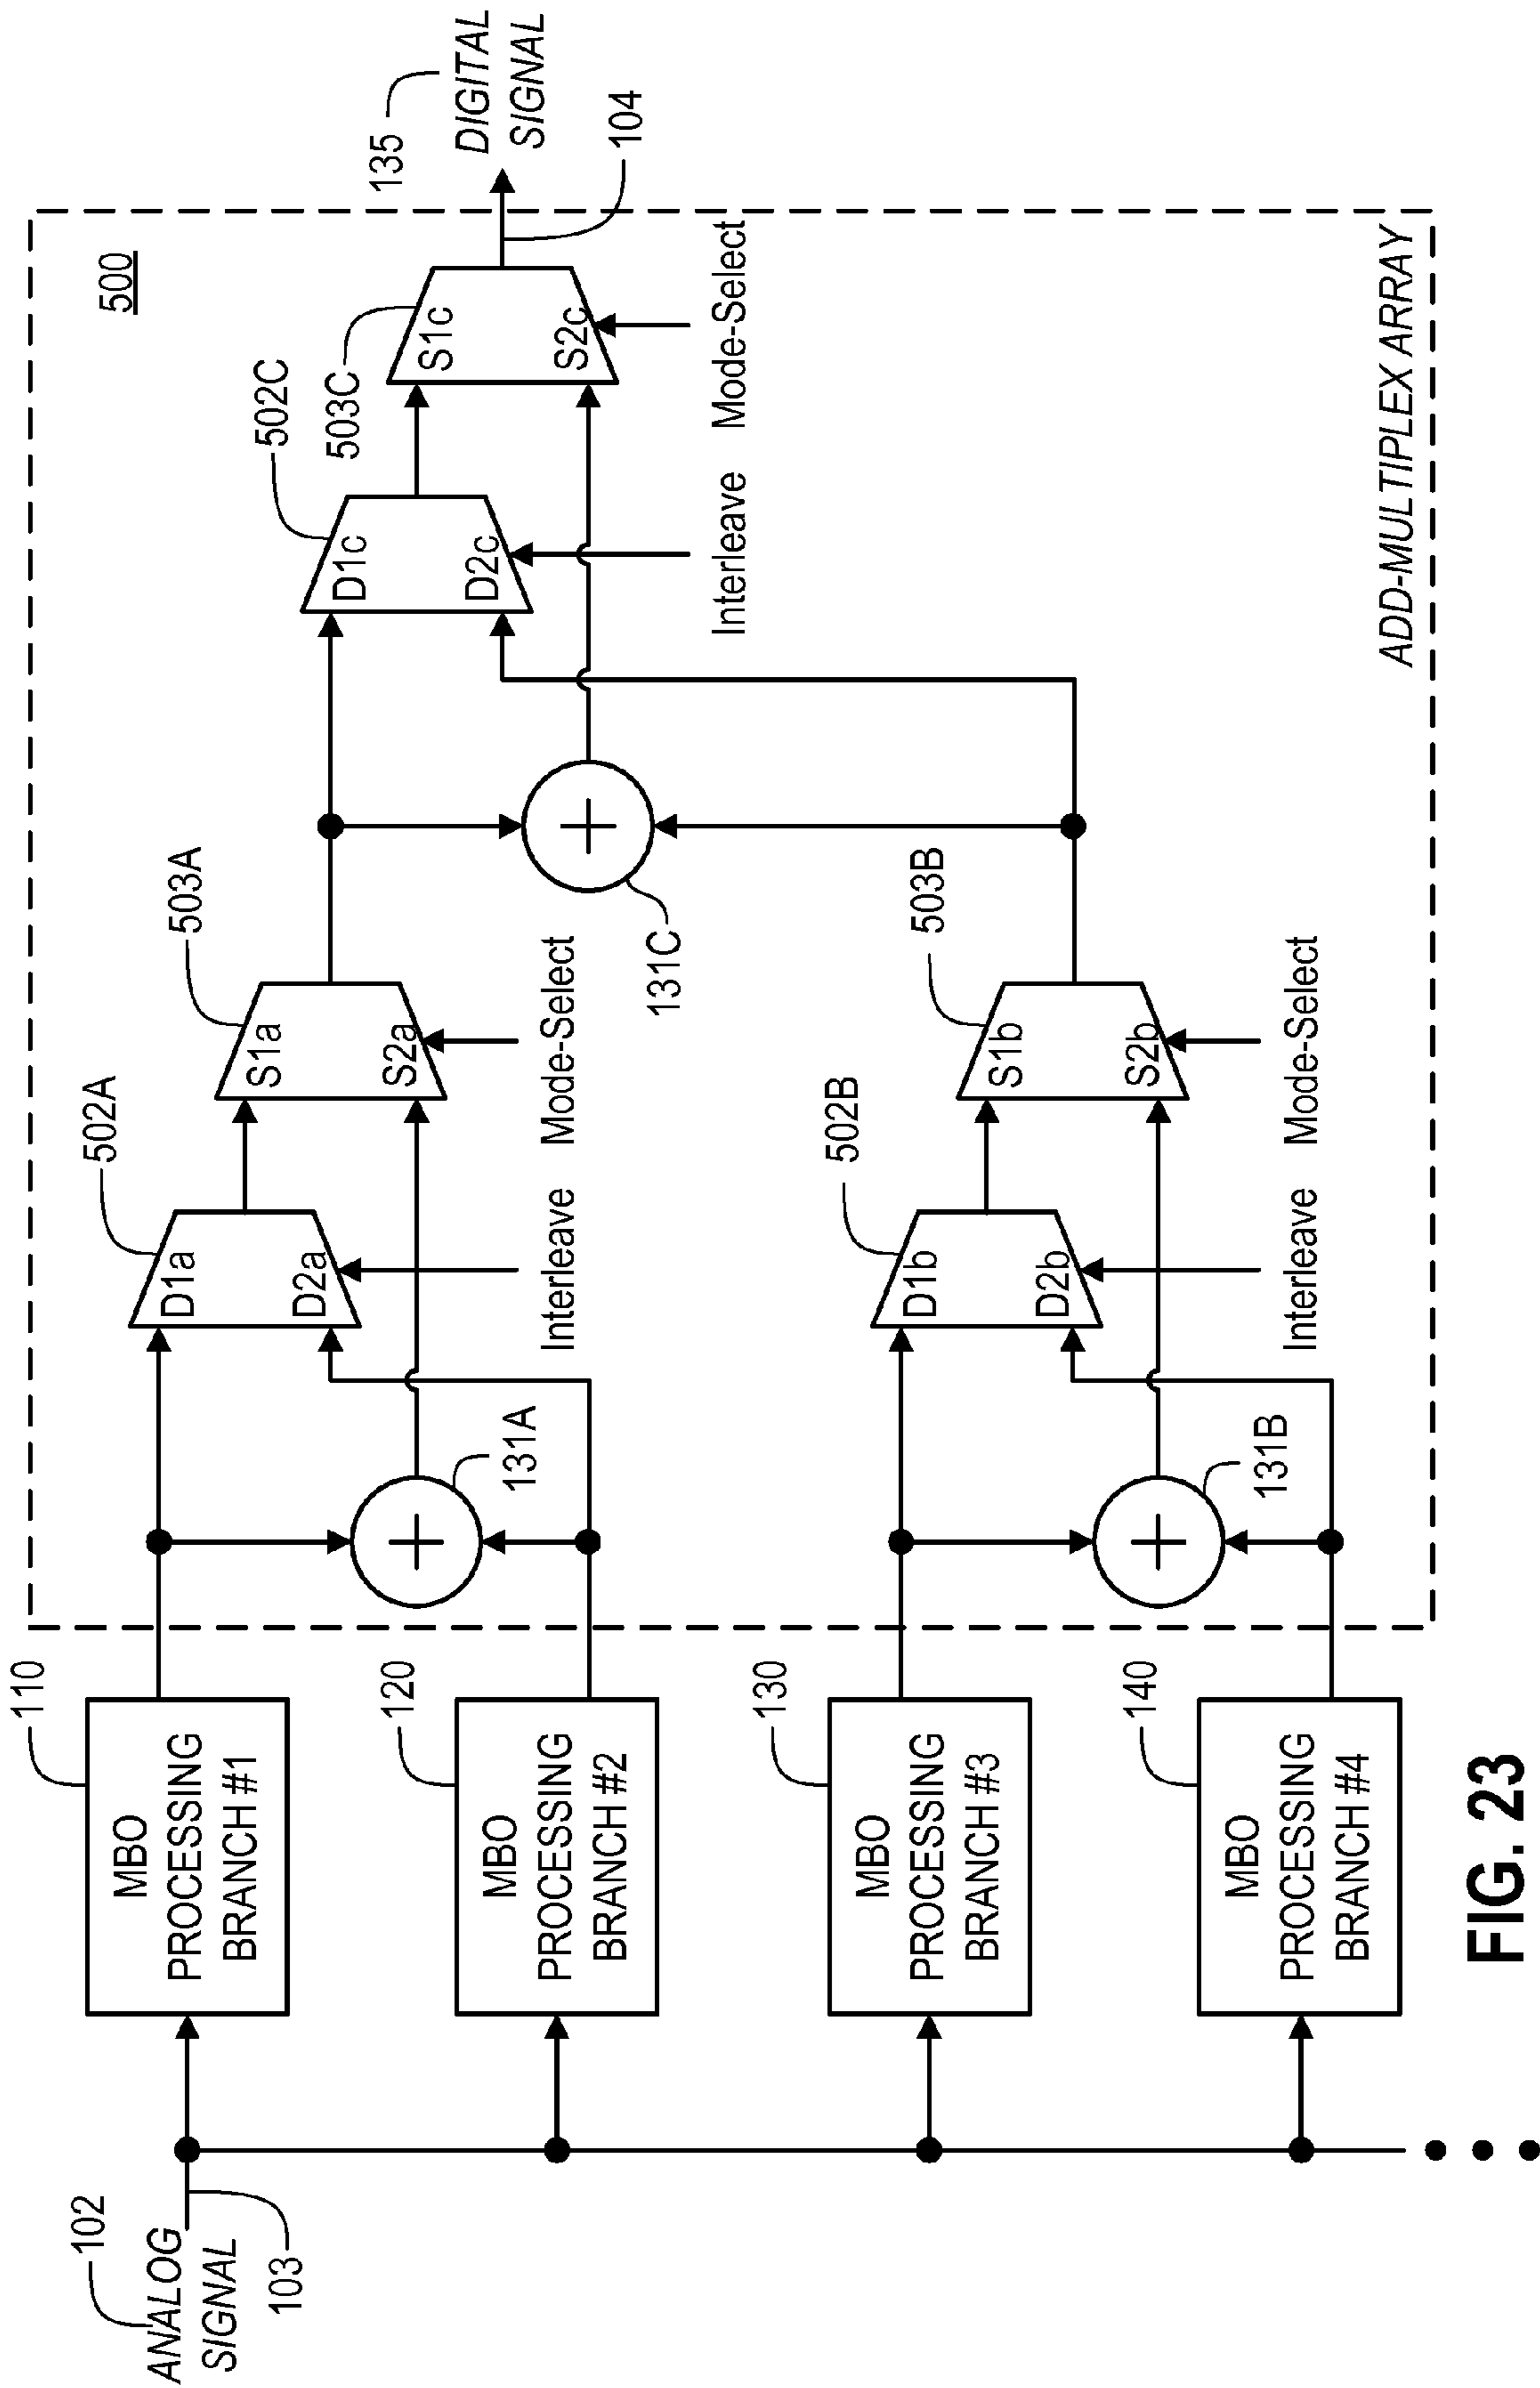 102
ANALOG
SIGNAL
103
110
MBO
PROCESSING
BRANCH #1
120
MBO
PROCESSING
BRANCH #2
130
MBO
PROCESSING
BRANCH #3
140
MBO
PROCESSING
BRANCH #4
500
131A
502A
D1a
D2a
Interleave
503A
S1a
S2a
Mode-Select
131B
502B
D1b
D2b
Interleave
503B
S1b
S2b
Mode-Select
131C
502C
D1c
D2c
Interleave
503C
S1c
S2c
Mode-Select
135
DIGITAL
SIGNAL
104
ADD-MULTIPLEX ARRAY
FIG. 23